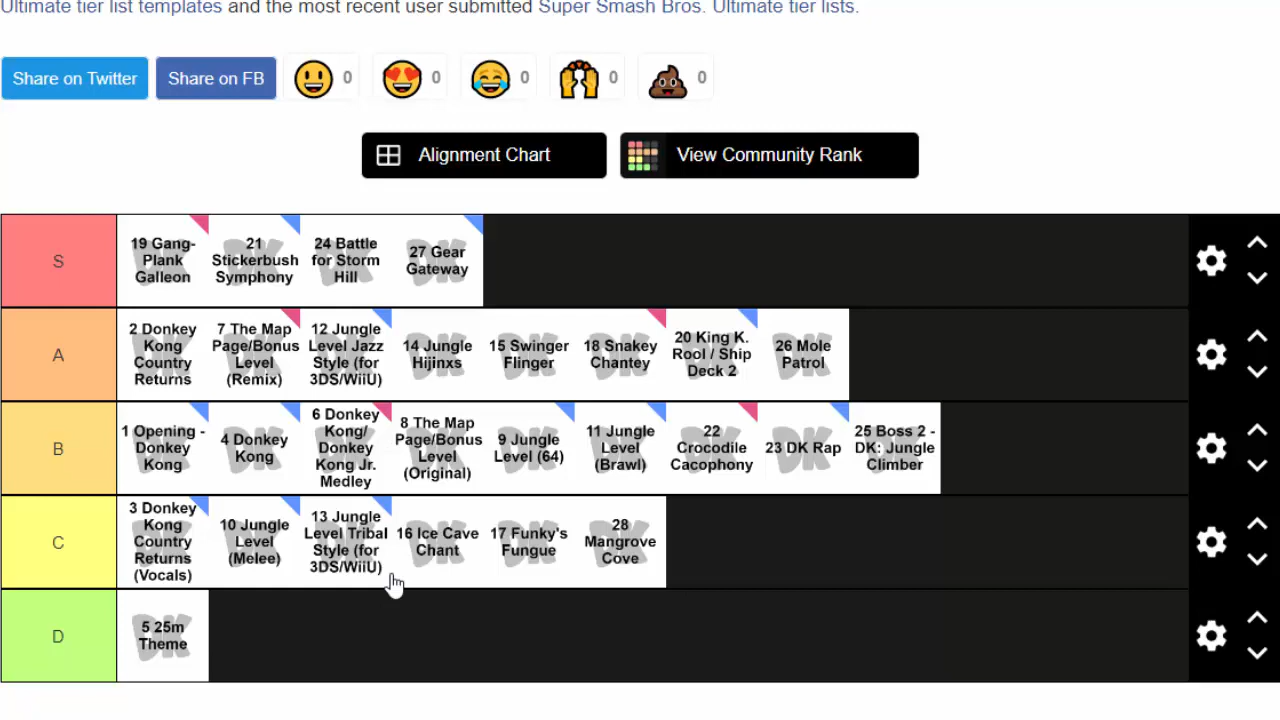 Ultimate tier list templates and the most recent user submitted Super Smash Bros. Ultimate tier lists.
Share on Twitter
Share on FB
0
0
0
0
0
Alignment Chart
View Community Rank
S
19 Gang-
Plank
Galleon
21
Stickerbush
Symphony
24 Battle
for Storm
Hill
27 Gear
Gateway
A
2 Donkey
Kong
Country
Returns
7 The Map
Page/Bonus
Level
(Remix)
12 Jungle
Level Jazz
Style (for
3DS/WiiU)
14 Jungle
Hijinxs
15 Swinger
Flinger
18 Snakey
Chantey
20 King K.
Rool / Ship
Deck 2
26 Mole
Patrol
B
1 Opening -
Donkey
Kong
4 Donkey
Kong
6 Donkey
Kong/
Donkey
Kong Jr.
Medley
8 The Map
Page/Bonus
Level
(Original)
9 Jungle
Level (64)
11 Jungle
Level
(Brawl)
22
Crocodile
Cacophony
23 DK Rap
25 Boss 2 -
DK: Jungle
Climber
C
3 Donkey
Kong
Country
Returns
(Vocals)
10 Jungle
Level
(Melee)
13 Jungle
Level Tribal
Style (for
3DS/WiiU)
16 Ice Cave
Chant
17 Funky's
Fungue
28
Mangrove
Cove
D
5 25m
Theme